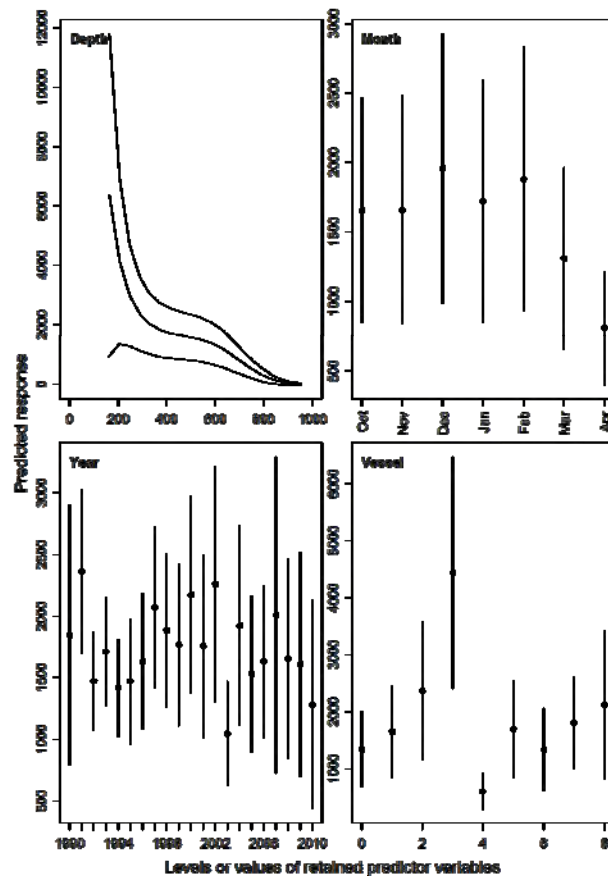 Depth
12000
10000
8000
6000
4000
2000
0
0 200 400 600 800 1000
Month
3000
2500
2000
1500
1000
500
Oct Nov Dec Jan Feb Mar Apr
Year
3000
2500
2000
1500
1000
500
1990 1994 1998 2002 2006 2010
Vessel
6000
5000
4000
3000
2000
1000
0 2 4 6 8
Predicted response
Levels or values of retained predictor variables